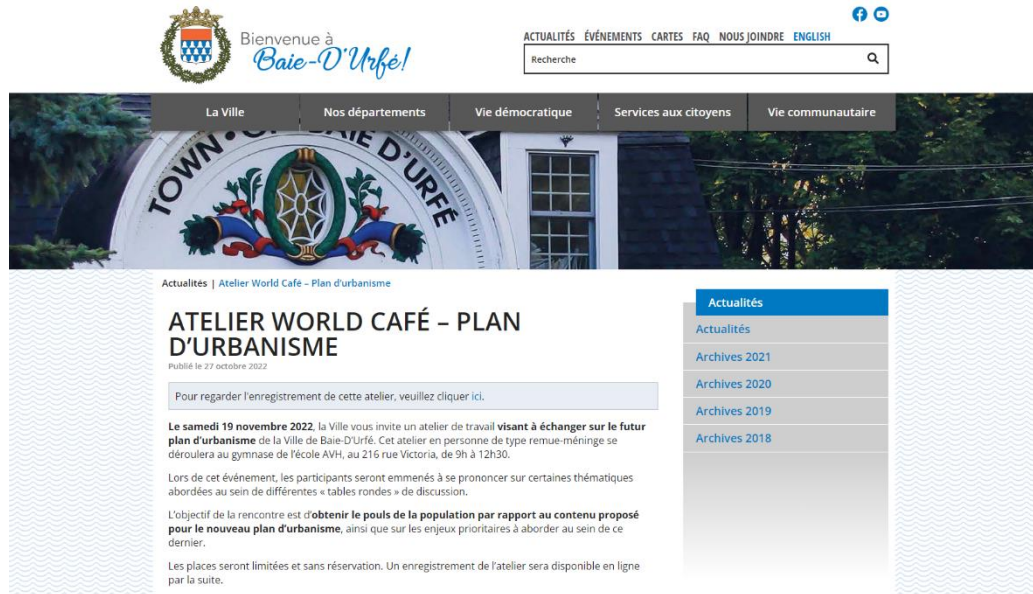 Bienvenue à
Baie-D'Urfé!
ACTUALITÉS ÉVÉNEMENTS CARTES FAQ NOUS JOINDRE ENGLISH
Recherche
La Ville Nos départements Vie démocratique Services aux citoyens Vie communautaire
TOWN • OF • BAIE D'URFÉ
Actualités | Atelier World Café – Plan d'urbanisme
ATELIER WORLD CAFÉ – PLAN
D'URBANISME
Publié le 27 octobre 2022
Pour regarder l'enregistrement de cette atelier, veuillez cliquer ici.
Le samedi 19 novembre 2022, la Ville vous invite un atelier de travail visant à échanger sur le futur
plan d'urbanisme de la Ville de Baie-D'Urfé. Cet atelier en personne de type remue-méninge se
déroulera au gymnase de l'école AVH, au 216 rue Victoria, de 9h à 12h30.
Lors de cet événement, les participants seront emmenés à se prononcer sur certaines thématiques
abordées au sein de différentes « tables rondes » de discussion.
L'objectif de la rencontre est d'obtenir le pouls de la population par rapport au contenu proposé
pour le nouveau plan d'urbanisme, ainsi que sur les enjeux prioritaires à aborder au sein de ce
dernier.
Les places seront limitées et sans réservation. Un enregistrement de l'atelier sera disponible en ligne
par la suite.
Actualités
Actualités
Archives 2021
Archives 2020
Archives 2019
Archives 2018